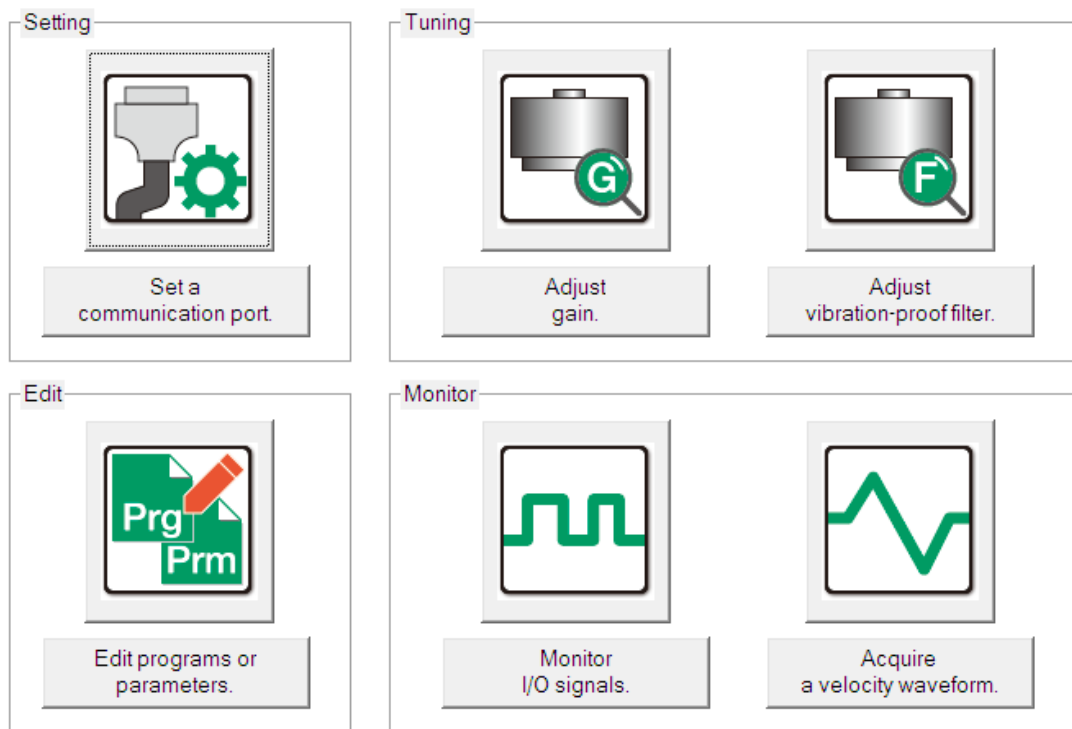 Setting
Set a
communication port.
Tuning
G
Adjust
gain.
F
Adjust
vibration-proof filter.
Edit
Prg
Prm
Edit programs or
parameters.
Monitor
Monitor
I/O signals.
Acquire
a velocity waveform.